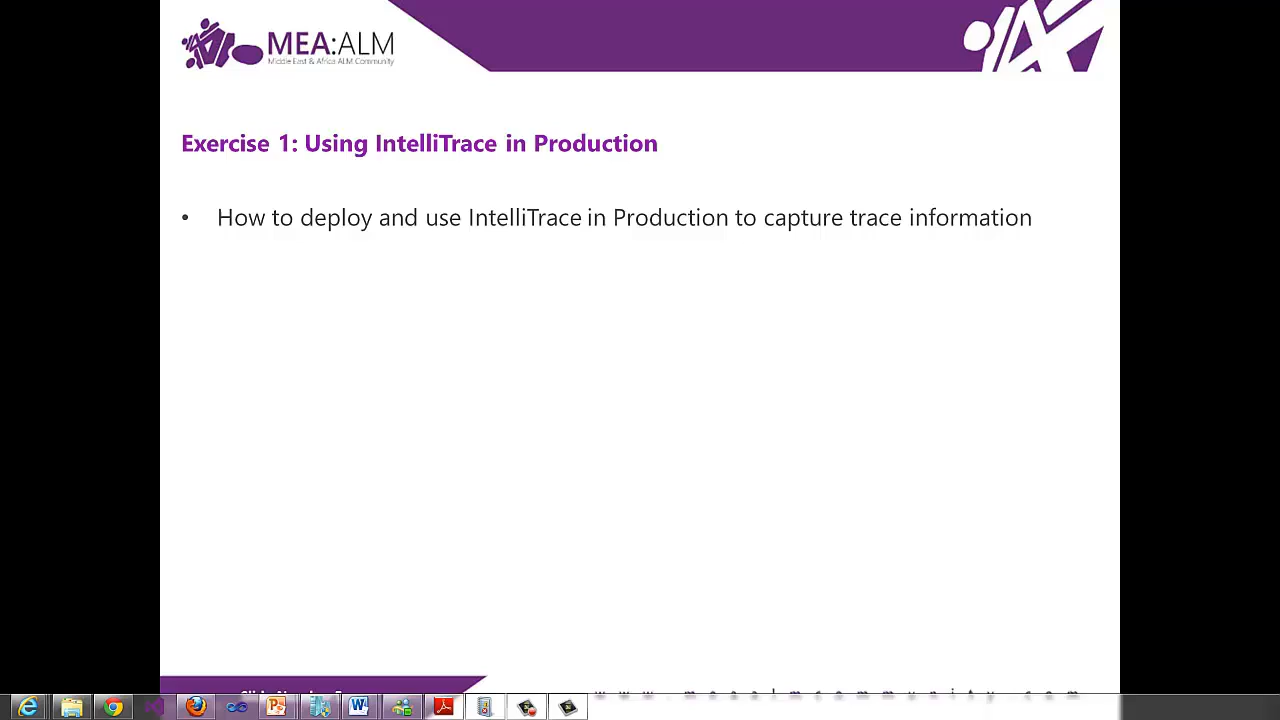 MEA:ALM
Middle East & Africa ALM Community
Exercise 1: Using IntelliTrace in Production
• How to deploy and use IntelliTrace in Production to capture trace information